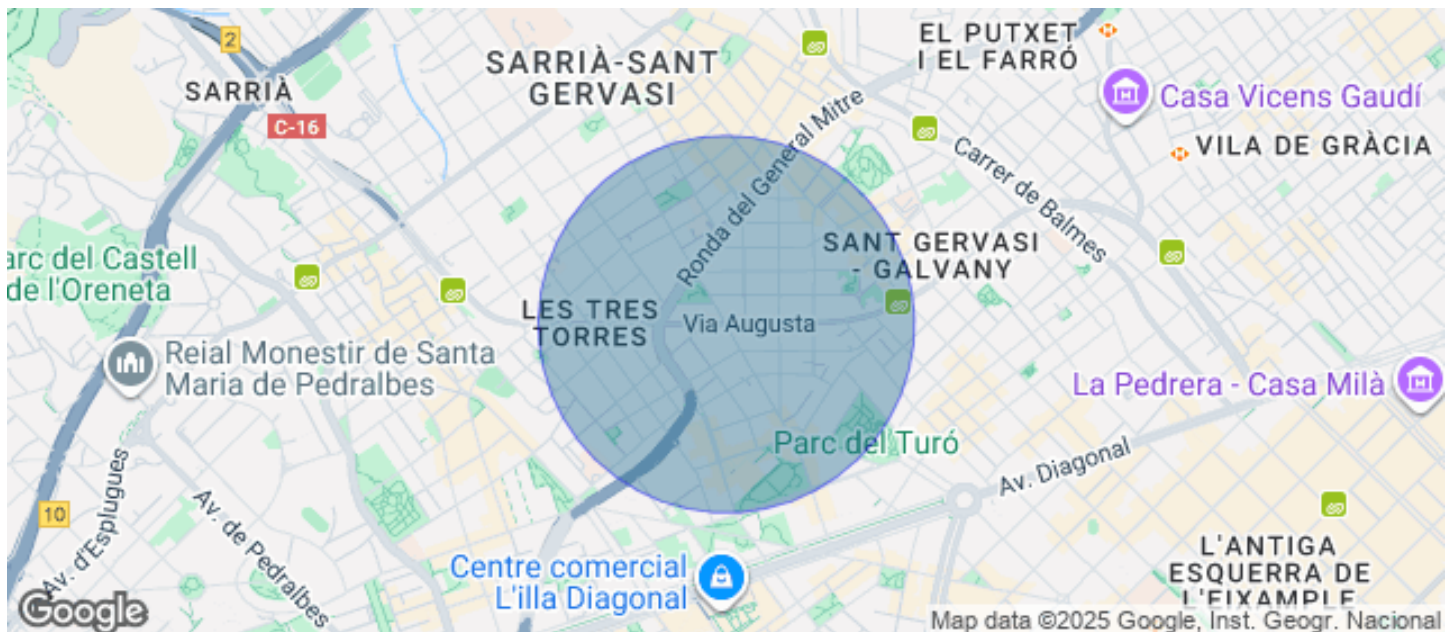 EL PUTXET
I EL FARRÓ
2
SARRIÀ-SANT
GERVASI
SARRIÀ
Casa Vicens Gaudí
C-16
Ronda del General Mitre
Carrer de Balmes
VILA DE GRÀCIA
SANT GERVASI
- GALVANY
arc del Castell
de l'Oreneta
LES TRES
TORRES
Via Augusta
Reial Monestir de Santa
Maria de Pedralbes
La Pedrera - Casa Milà
Parc del Turó
Av. Diagonal
10
Av. d'Esplugues
Av. de Pedralbes
Centre comercial
L'illa Diagonal
L'ANTIGA
ESQUERRA DE
L'EIXAMPLE
Google
Map data ©2025 Google, Inst. Geogr. Nacional